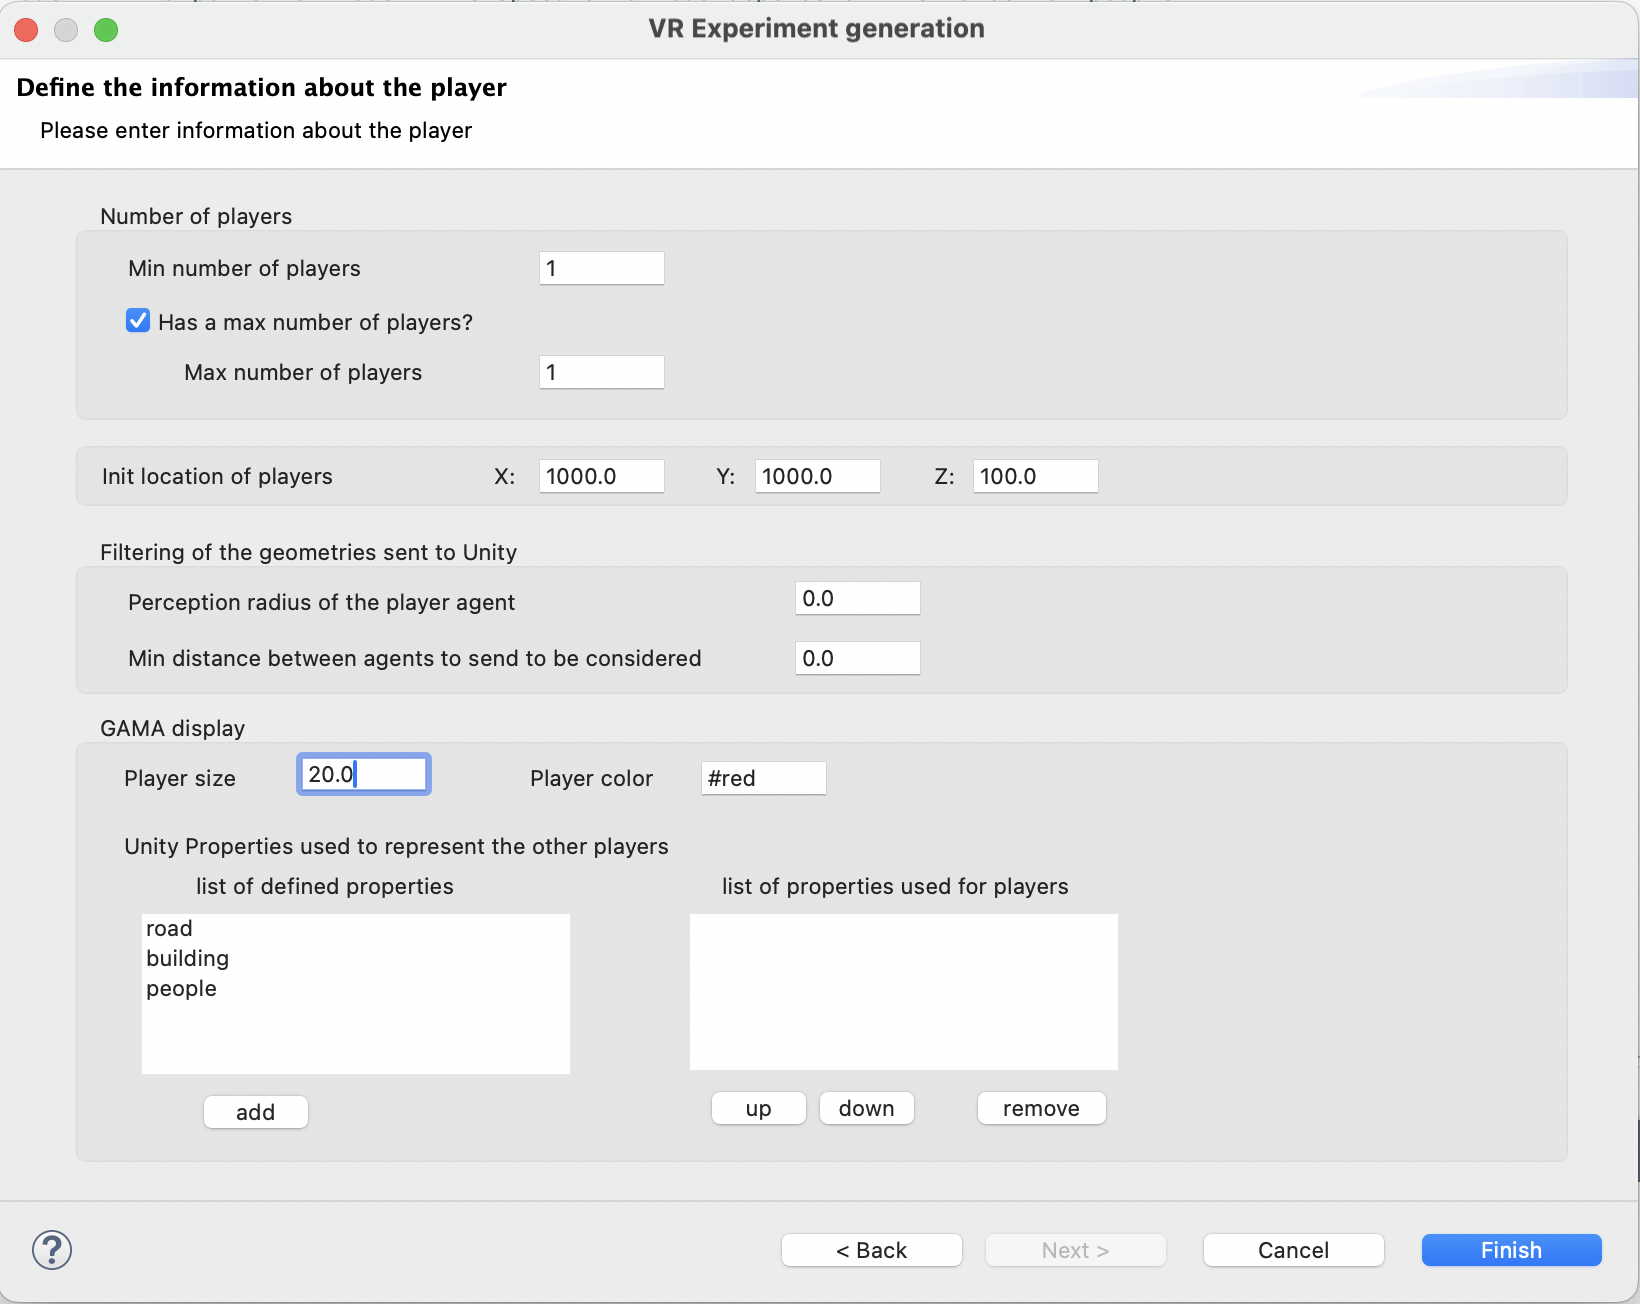 VR Experiment generation
Define the information about the player
Please enter information about the player
Number of players
Min number of players 1
Has a max number of players?
Max number of players 1
Init location of players X: 1000.0 Y: 1000.0 Z: 100.0
Filtering of the geometries sent to Unity
Perception radius of the player agent 0.0
Min distance between agents to send to be considered 0.0
GAMA display
Player size 20.0 Player color #red
Unity Properties used to represent the other players
list of defined properties list of properties used for players
road
building
people
add up down remove
? < Back Next > Cancel Finish